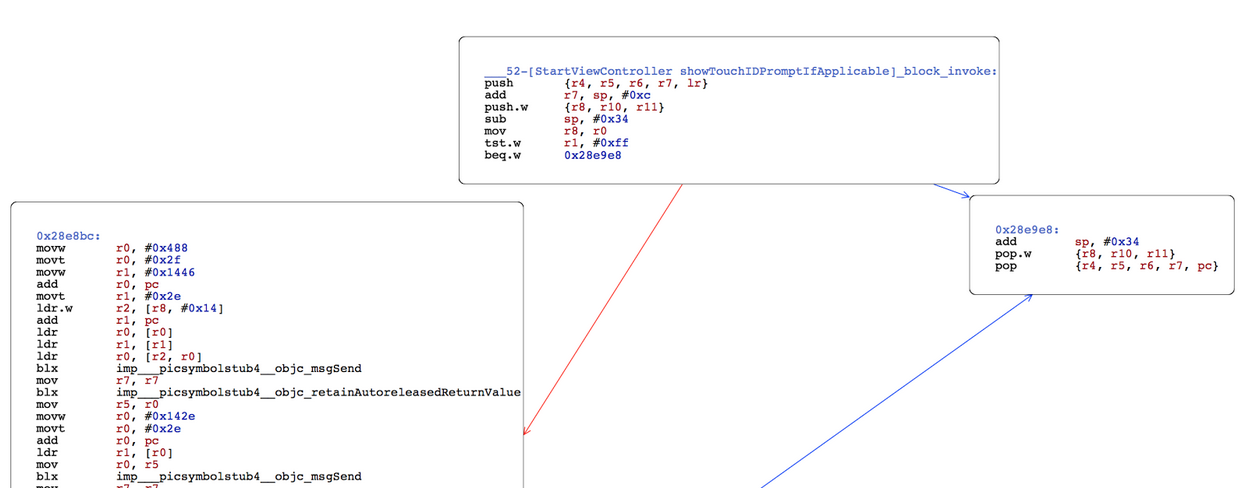 ___52-[StartViewController showTouchIDPromptIfApplicable]_block_invoke:
push {r4, r5, r6, r7, lr}
add r7, sp, #0xc
push.w {r8, r10, r11}
sub sp, #0x34
mov r8, r0
tst.w r1, #0xff
beq.w 0x28e9e8
0x28e8bc:
movw r0, #0x488
movt r0, #0x2f
movw r1, #0x1446
add r0, pc
movt r1, #0x2e
ldr.w r2, [r8, #0x14]
add r1, pc
ldr r0, [r0]
ldr r1, [r1]
ldr r0, [r2, r0]
blx imp___picsymbolstub4__objc_msgSend
mov r7, r7
blx imp___picsymbolstub4__objc_retainAutoreleasedReturnValue
mov r5, r0
movw r0, #0x142e
movt r0, #0x2e
add r0, pc
ldr r1, [r0]
mov r0, r5
blx imp___picsymbolstub4__objc_msgSend
mov r7, r7
0x28e9e8:
add sp, #0x34
pop.w {r8, r10, r11}
pop {r4, r5, r6, r7, pc}